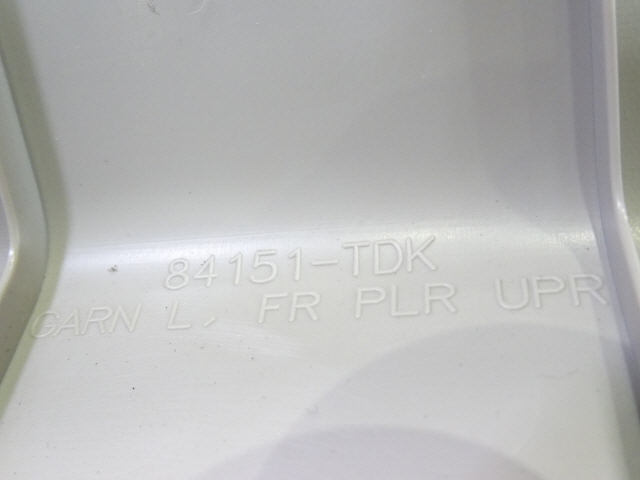 84151-TDK
GARN L, FR PLR UPR